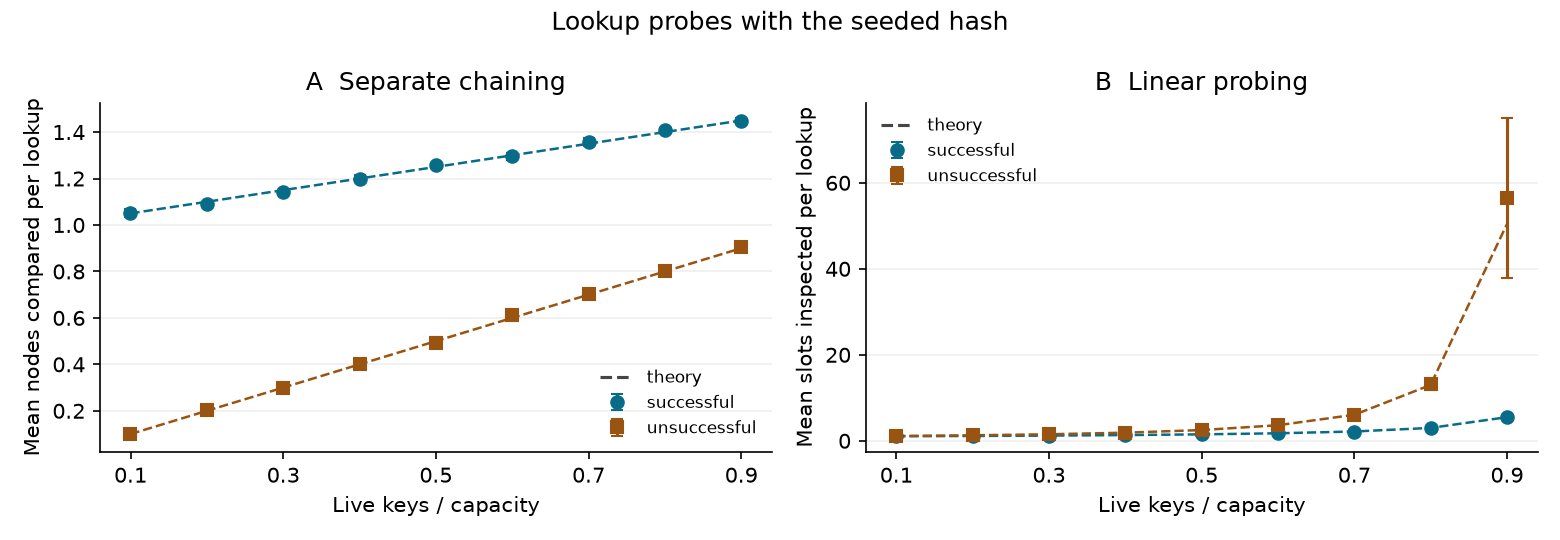 Lookup probes with the seeded hash
A  Separate chaining
Mean nodes compared per lookup
1.4
1.2
1.0
0.8
0.6
0.4
0.2
theory
successful
unsuccessful
0.1 0.3 0.5 0.7 0.9
Live keys / capacity
B  Linear probing
Mean slots inspected per lookup
theory
successful
unsuccessful
60
40
20
0
0.1 0.3 0.5 0.7 0.9
Live keys / capacity